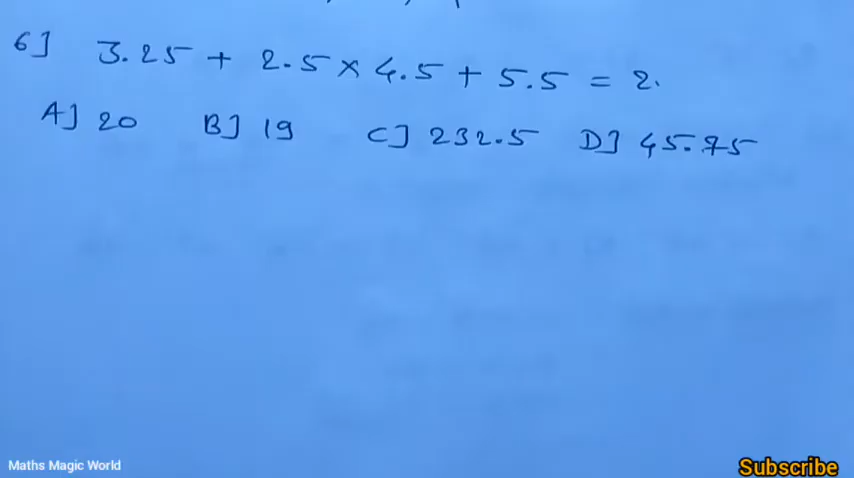 6] 3.25 + 2.5 × 4.5 + 5.5 = ?
A] 20 B] 19 C] 232.5 D] 45.75
Maths Magic World
Subscribe